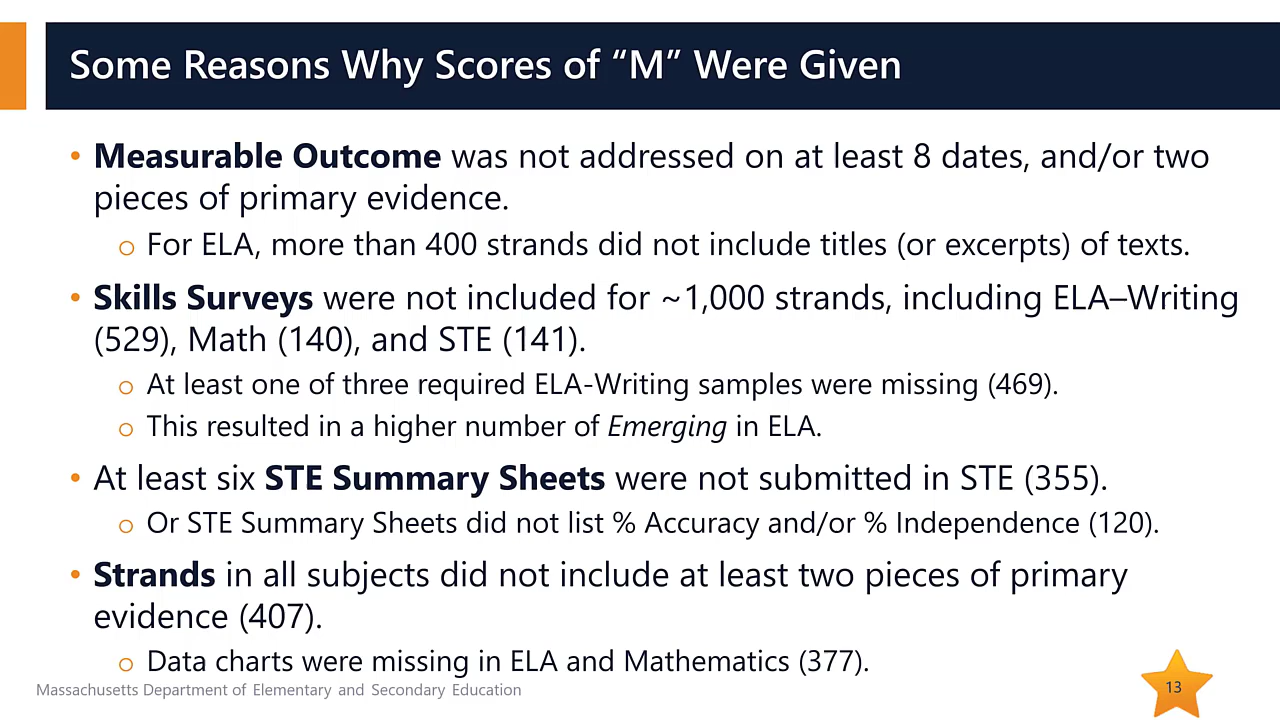 Some Reasons Why Scores of “M” Were Given
• Measurable Outcome was not addressed on at least 8 dates, and/or two
pieces of primary evidence.
o For ELA, more than 400 strands did not include titles (or excerpts) of texts.
• Skills Surveys were not included for ~1,000 strands, including ELA–Writing
(529), Math (140), and STE (141).
o At least one of three required ELA-Writing samples were missing (469).
o This resulted in a higher number of Emerging in ELA.
• At least six STE Summary Sheets were not submitted in STE (355).
o Or STE Summary Sheets did not list % Accuracy and/or % Independence (120).
• Strands in all subjects did not include at least two pieces of primary
evidence (407).
o Data charts were missing in ELA and Mathematics (377).
Massachusetts Department of Elementary and Secondary Education
13